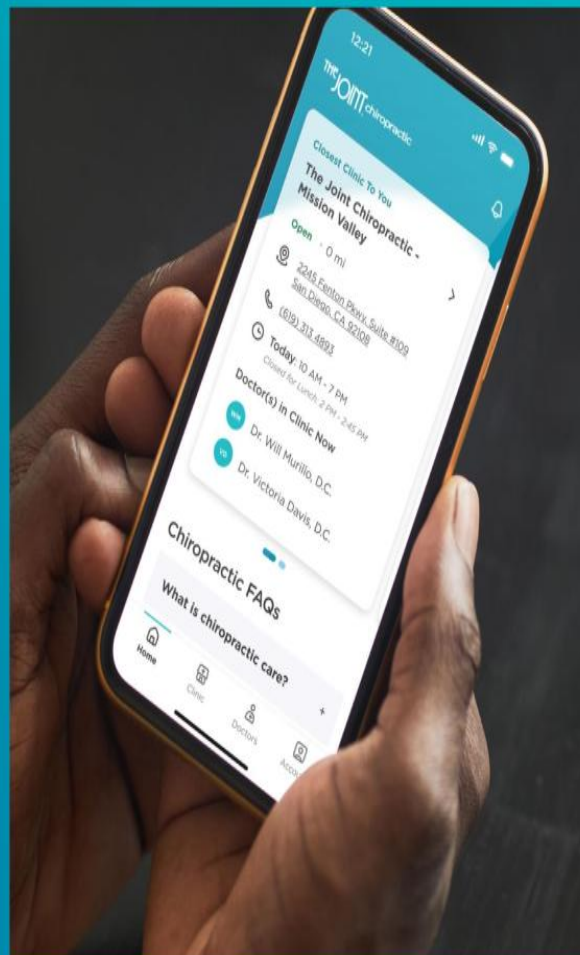 12:21
THE JOINT chiropractic
Closest Clinic To You
The Joint Chiropractic -
Mission Valley
Open · 0 mi
2245 Fenton Pkwy, Suite #109
San Diego, CA 92108
(619) 313 4893
Today: 10 AM - 7 PM
Closed for Lunch: 2 PM - 2:45 PM
Doctor(s) in Clinic Now
WM Dr. Will Murillo, D.C.
VD Dr. Victoria Davis, D.C.
Chiropractic FAQs
What is chiropractic care? +
Home
Clinic
Doctors